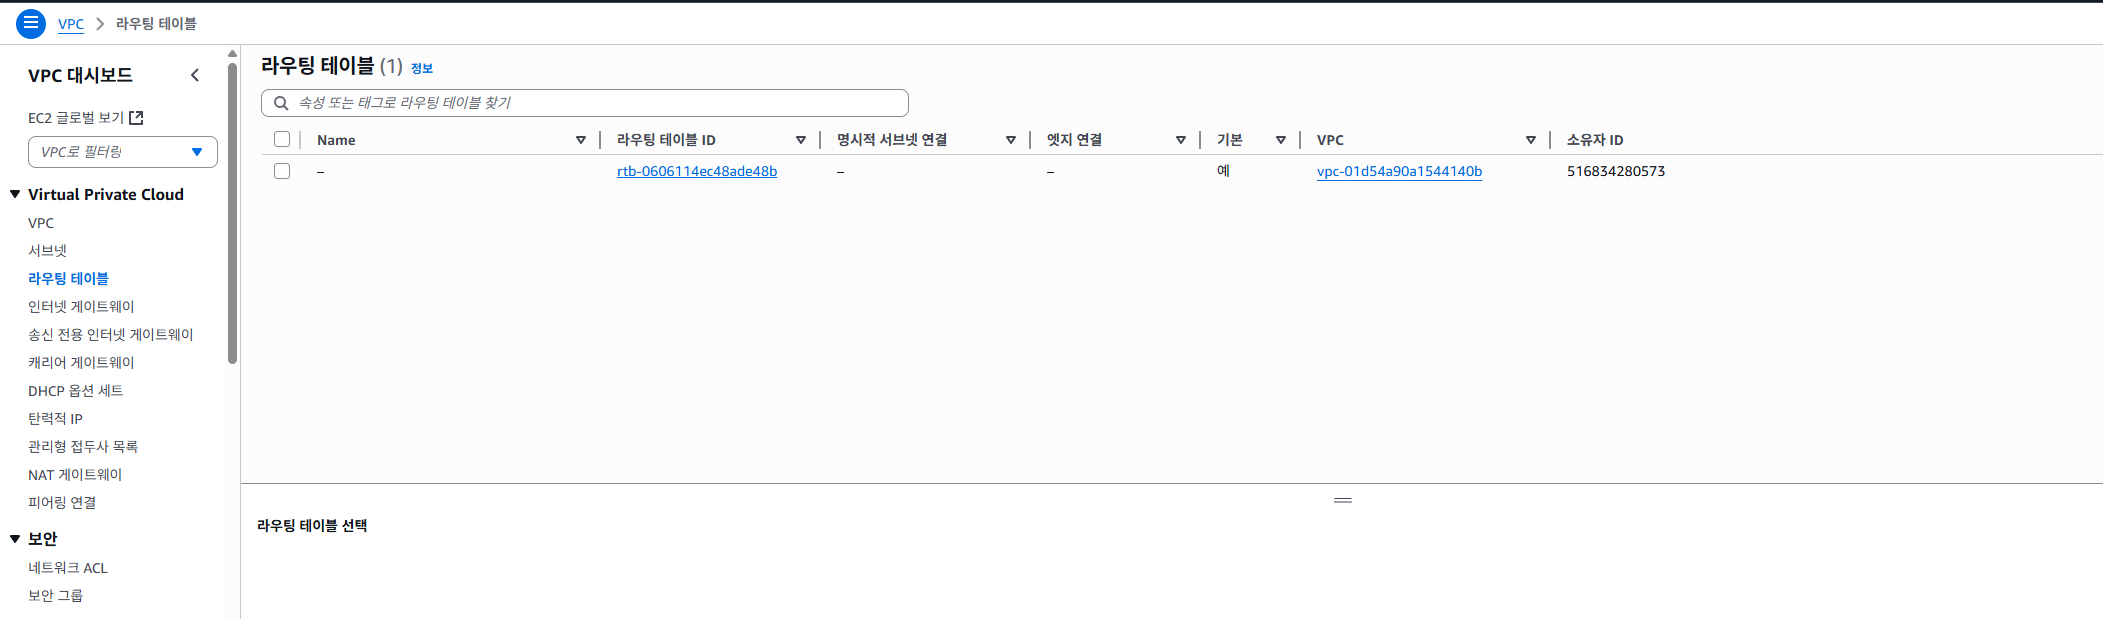 VPC > 라우팅 테이블
VPC 대시보드
EC2 글로벌 보기
VPC로 필터링
Virtual Private Cloud
VPC
서브넷
라우팅 테이블
인터넷 게이트웨이
송신 전용 인터넷 게이트웨이
캐리어 게이트웨이
DHCP 옵션 세트
탄력적 IP
관리형 접두사 목록
NAT 게이트웨이
피어링 연결
보안
네트워크 ACL
보안 그룹
라우팅 테이블 (1) 정보
속성 또는 태그로 라우팅 테이블 찾기
Name 라우팅 테이블 ID 명시적 서브넷 연결 엣지 연결 기본 VPC 소유자 ID
– rtb-0606114ec48ade48b – – 예 vpc-01d54a90a1544140b 516834280573
라우팅 테이블 선택